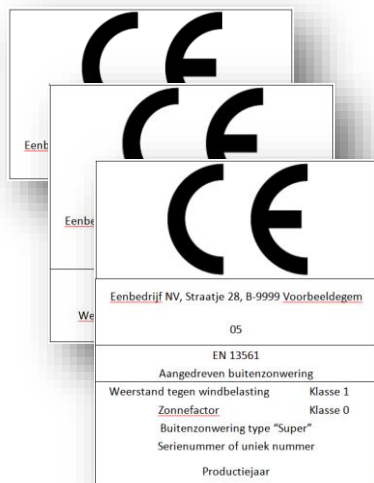 CE
Eenb
CE
Eenbe
We
CE
Eenbedrijf NV, Straatje 28, B-9999 Voorbeeldegem
05
EN 13561
Aangedreven buitenzonwering
Weerstand tegen windbelasting Klasse 1
Zonnefactor Klasse 0
Buitenzonwering type “Super”
Serienummer of uniek nummer
Productiejaar